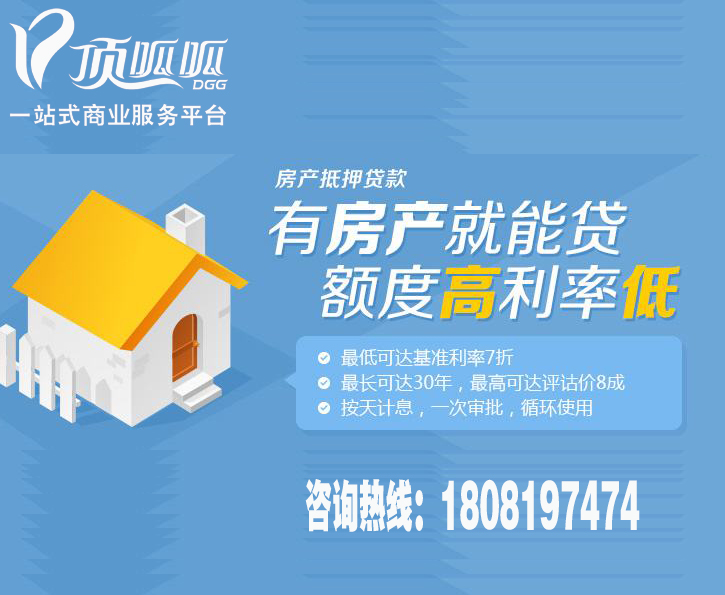 顶呱呱
DGG
一站式商业服务平台
房产抵押贷款
有房产就能贷
额度高利率低
最低可达基准利率7折
最长可达30年，最高可达评估价8成
按天计息，一次审批，循环使用
咨询热线：18081974​74